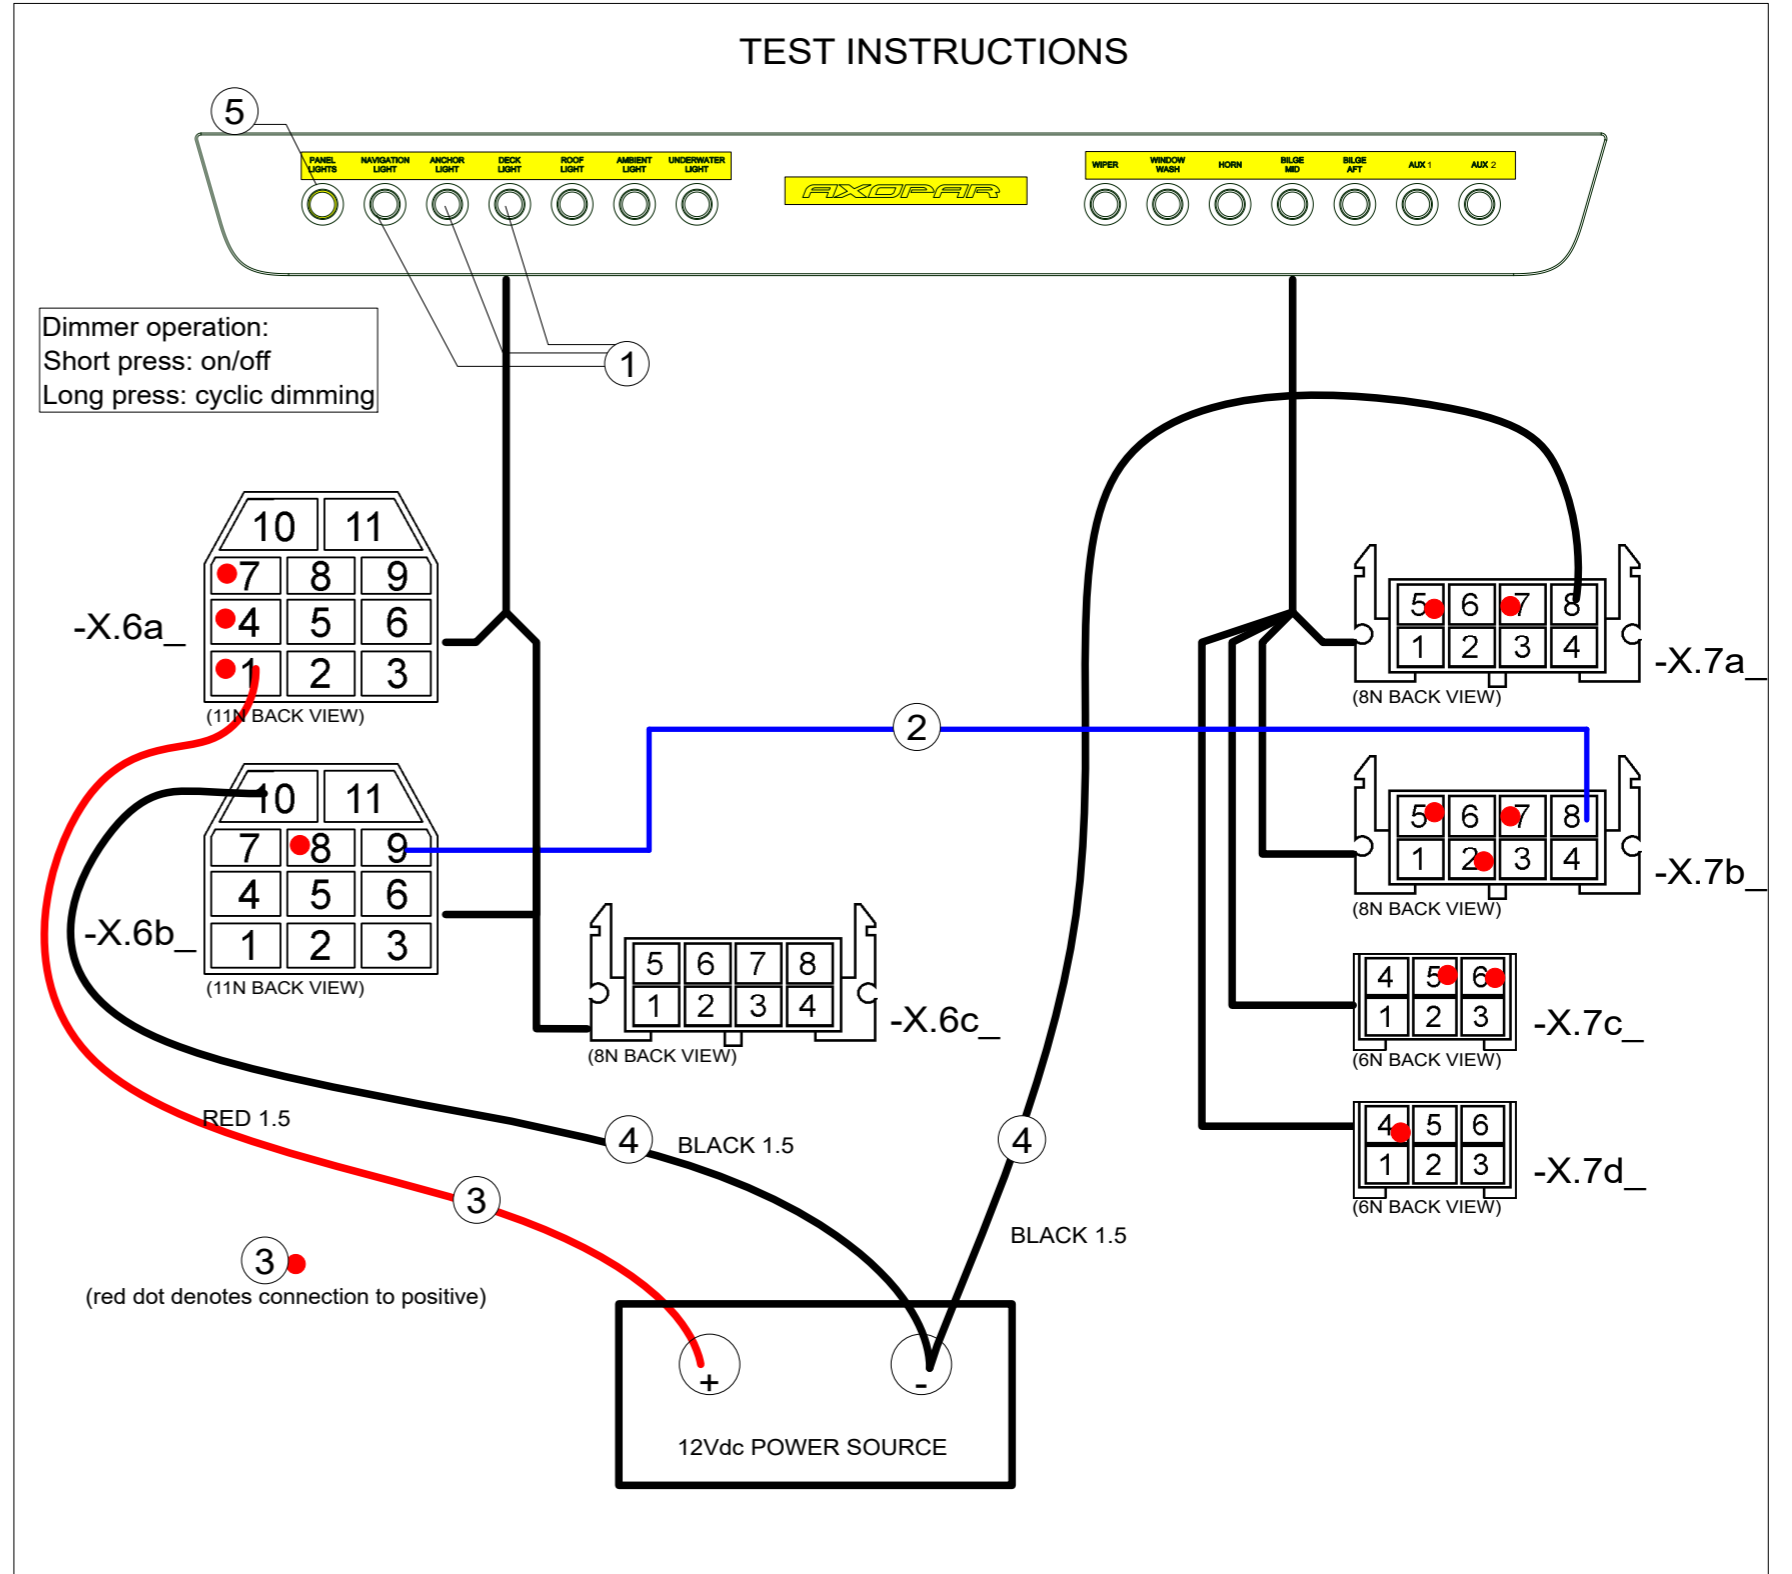 TEST INSTRUCTIONS
5
PANEL LIGHTS
NAVIGATION LIGHT
ANCHOR LIGHT
DECK LIGHT
ROOF LIGHT
AMBIENT LIGHT
UNDERWATER LIGHT
AXOPAR
WIPER
WINDOW WASH
HORN
BILGE MID
BILGE AFT
AUX 1
AUX 2
Dimmer operation:
Short press: on/off
Long press: cyclic dimming
1
10 11
7 8 9
4 5 6
1 2 3
-X.6a_
(11N BACK VIEW)
5 6 7 8
1 2 3 4
-X.7a_
(8N BACK VIEW)
2
10 11
7 8 9
4 5 6
1 2 3
-X.6b_
(11N BACK VIEW)
5 6 7 8
1 2 3 4
-X.7b_
(8N BACK VIEW)
5 6 7 8
1 2 3 4
-X.6c_
(8N BACK VIEW)
4 5 6
1 2 3
-X.7c_
(6N BACK VIEW)
4 5 6
1 2 3
-X.7d_
(6N BACK VIEW)
RED 1.5
4
BLACK 1.5
4
3
BLACK 1.5
3
(red dot denotes connection to positive)
+
-
12Vdc POWER SOURCE